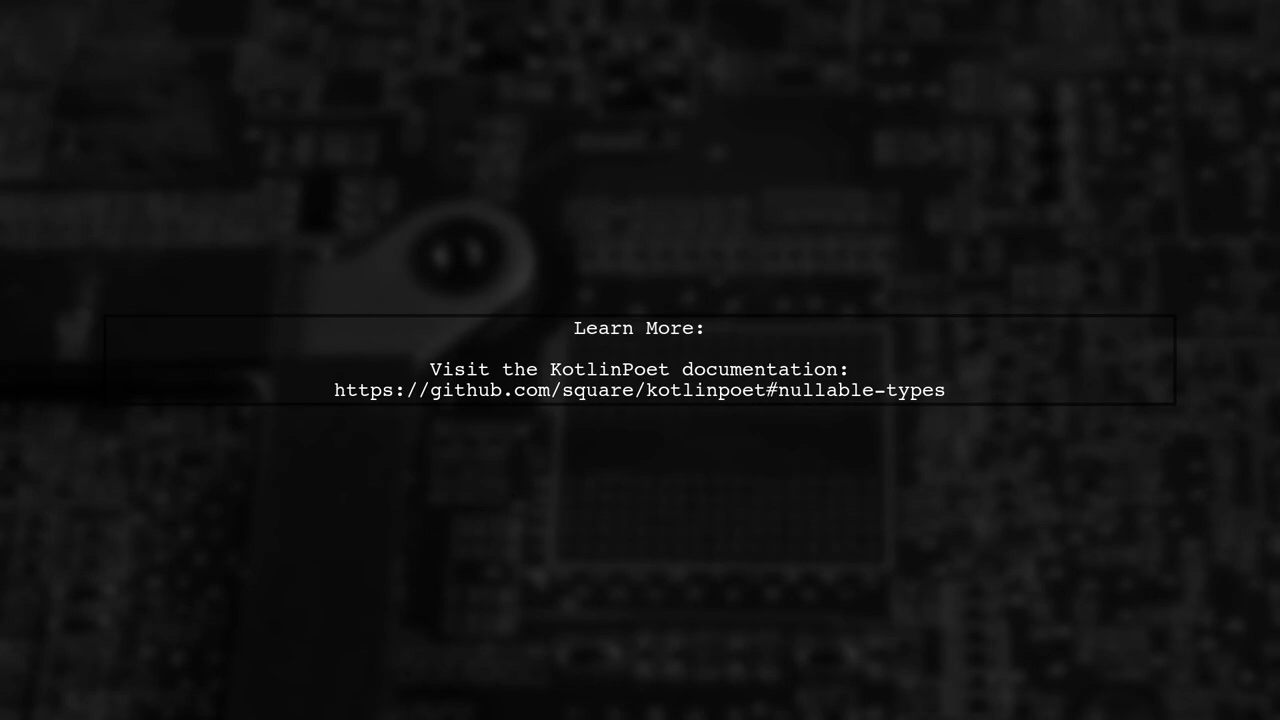 Learn More:
Visit the KotlinPoet documentation:
https://github.com/square/kotlinpoet#nullable-types